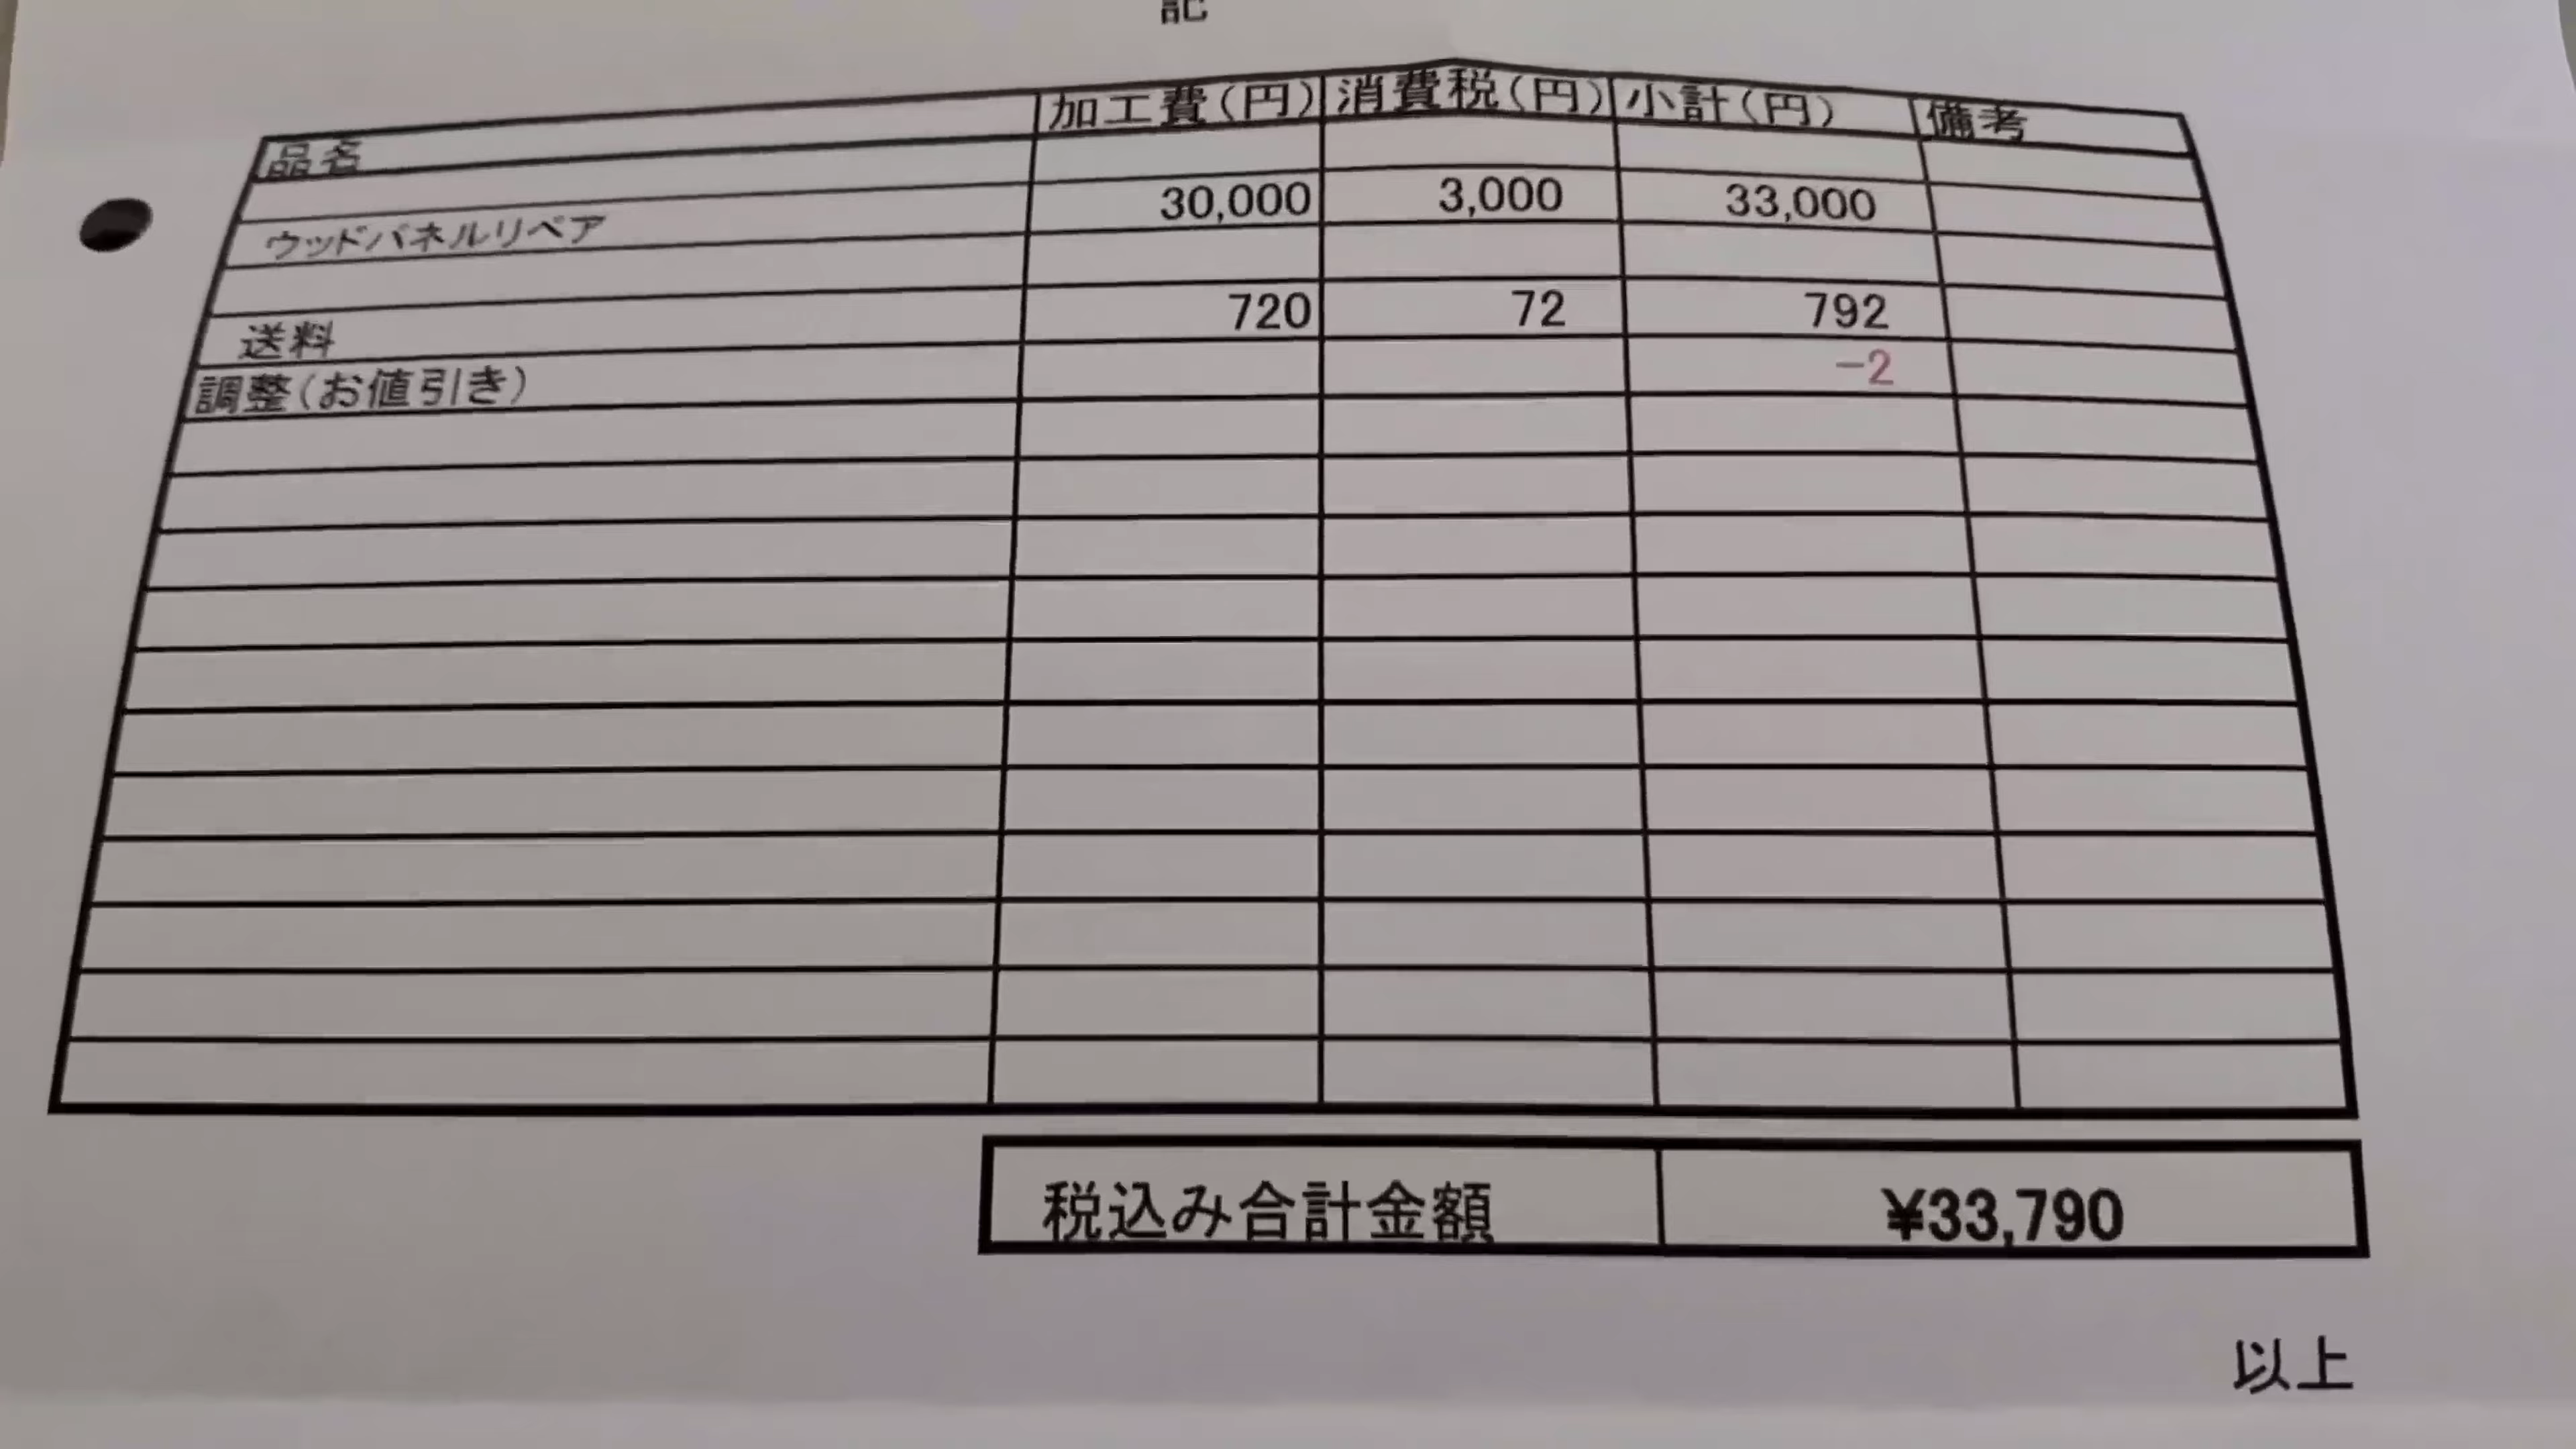 記
品名 加工費(円) 消費税(円) 小計(円) 備考
ウッドパネルリペア 30,000 3,000 33,000
送料 720 72 792
調整(お値引き) -2
税込み合計金額 ¥33,790
以上